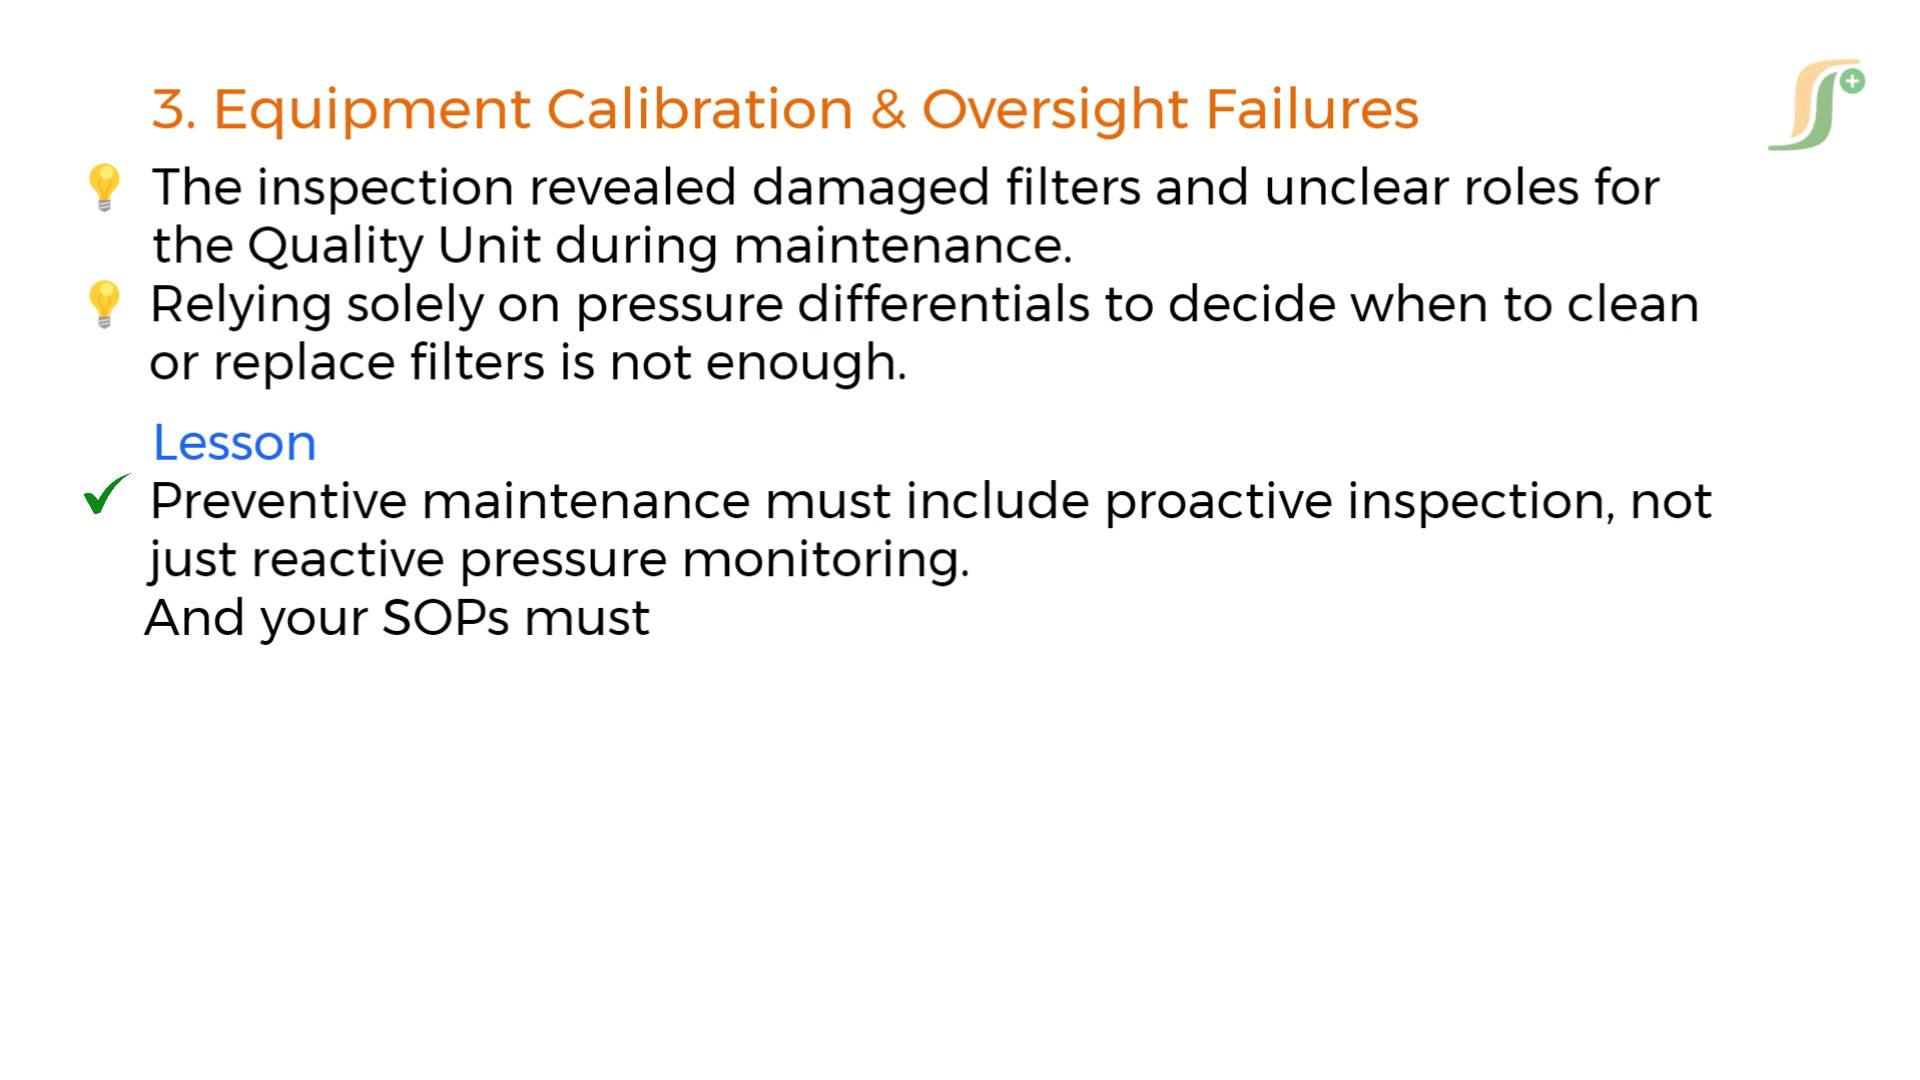 3. Equipment Calibration & Oversight Failures
The inspection revealed damaged filters and unclear roles for
the Quality Unit during maintenance.
Relying solely on pressure differentials to decide when to clean
or replace filters is not enough.
Lesson
Preventive maintenance must include proactive inspection, not
just reactive pressure monitoring.
And your SOPs must